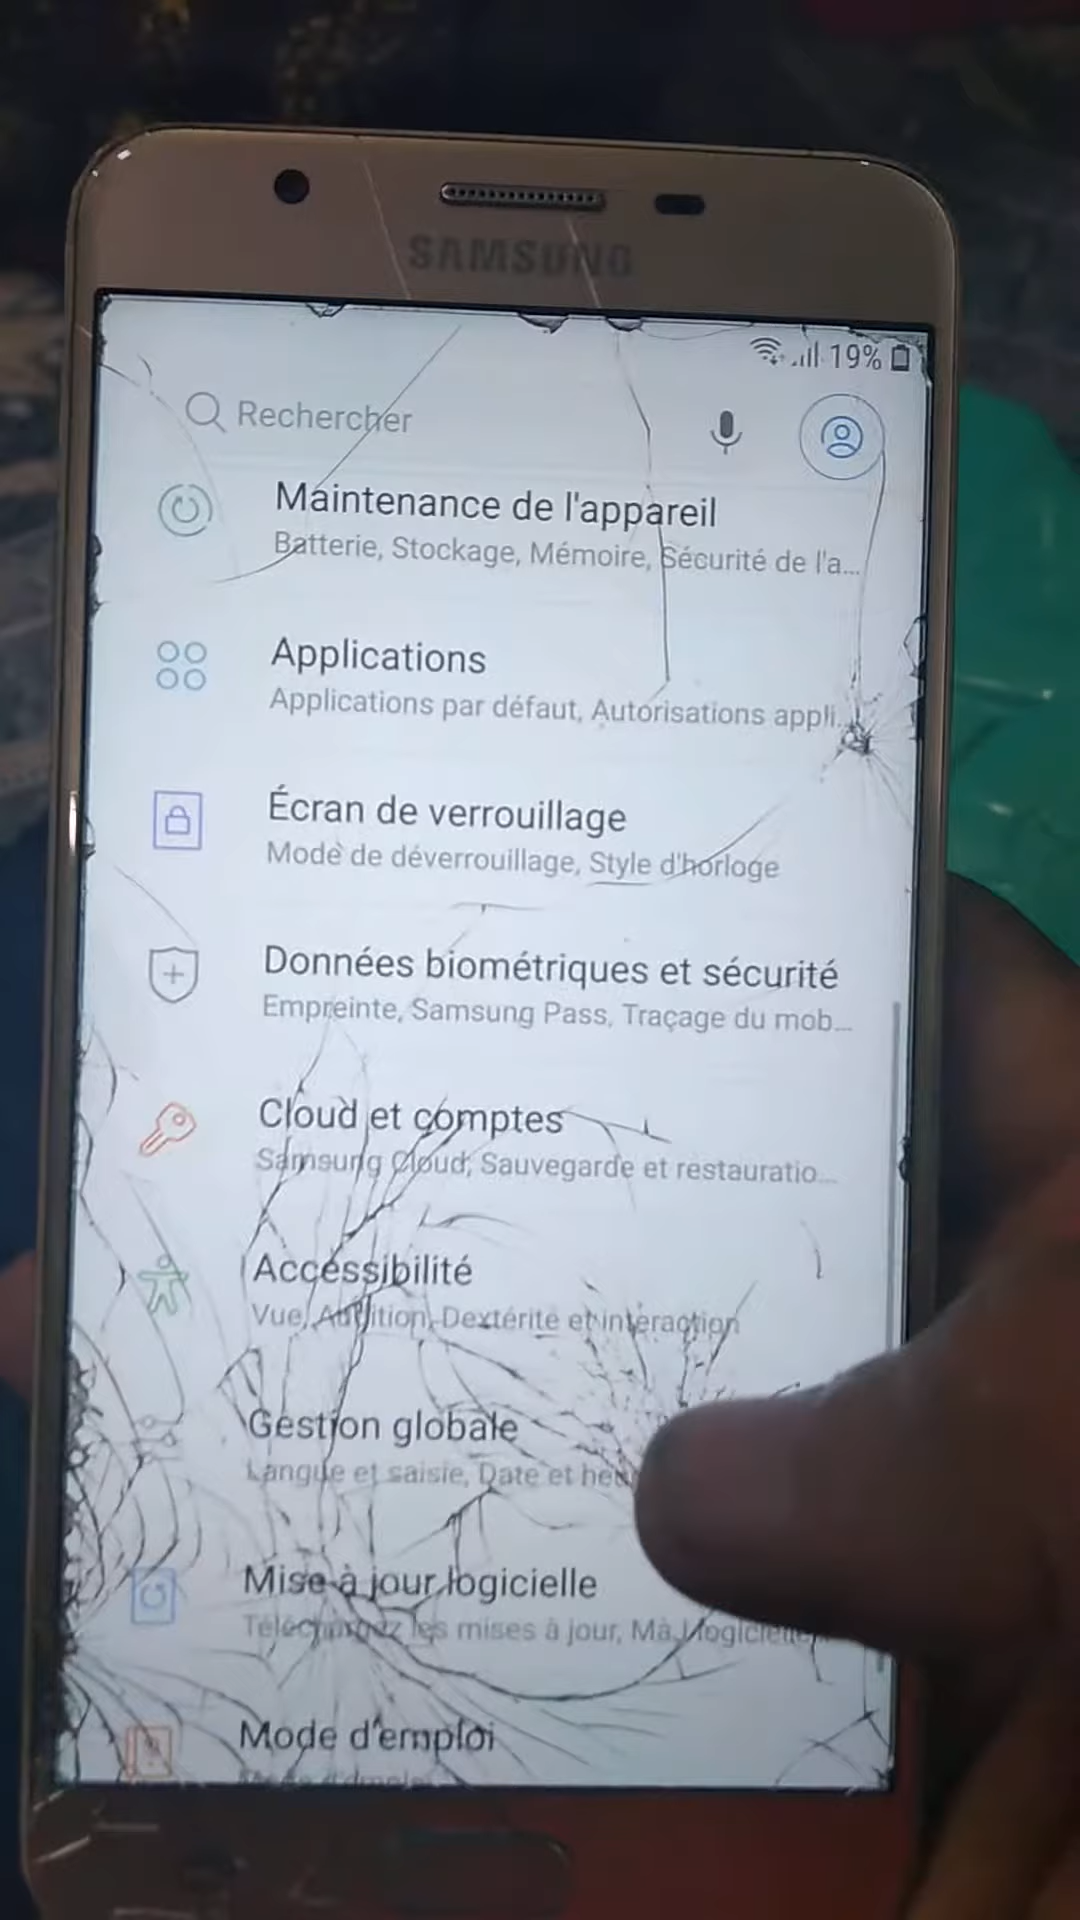 SAMSUNG
19%
Rechercher
Maintenance de l'appareil
Batterie, Stockage, Mémoire, Sécurité de l'a...
Applications
Applications par défaut, Autorisations appli...
Écran de verrouillage
Mode de déverrouillage, Style d'horloge
Données biométriques et sécurité
Empreinte, Samsung Pass, Traçage du mob...
Cloud et comptes
Samsung Cloud, Sauvegarde et restauratio...
Accessibilité
Vue, Audition, Dextérité et interaction
Gestion globale
Langue et saisie, Date et
Mise à jour logicielle
Téléchargez les mises à jour, MàJ logicielle
Mode d'emploi